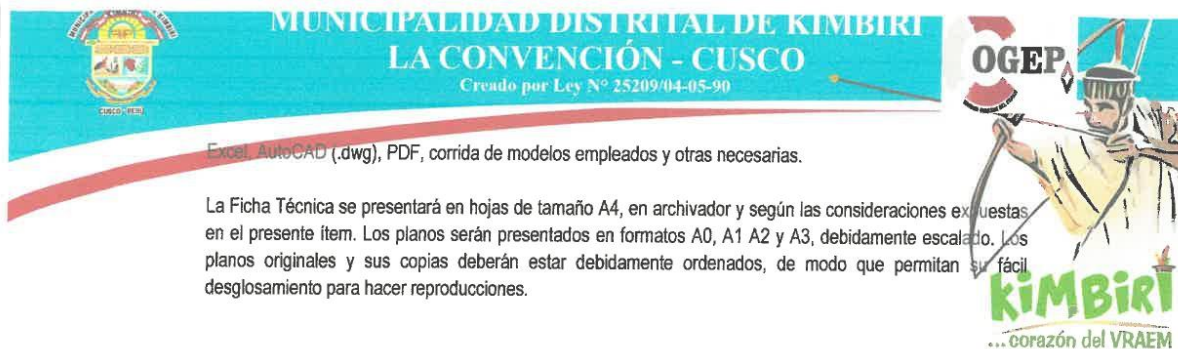 MUNICIPALIDAD DISTRITAL DE KIMBIRI
LA CONVENCIÓN - CUSCO
Creado por Ley Nº 25209/04-05-90
CUSCO - PERÚ
OGEP
Excel, AutoCAD (.dwg), PDF, corrida de modelos empleados y otras necesarias.
La Ficha Técnica se presentará en hojas de tamaño A4, en archivador y según las consideraciones expuestas
en el presente ítem. Los planos serán presentados en formatos A0, A1 A2 y A3, debidamente escalado. Los
planos originales y sus copias deberán estar debidamente ordenados, de modo que permitan su fácil
desglosamiento para hacer reproducciones.
KIMBIRI
... corazón del VRAEM